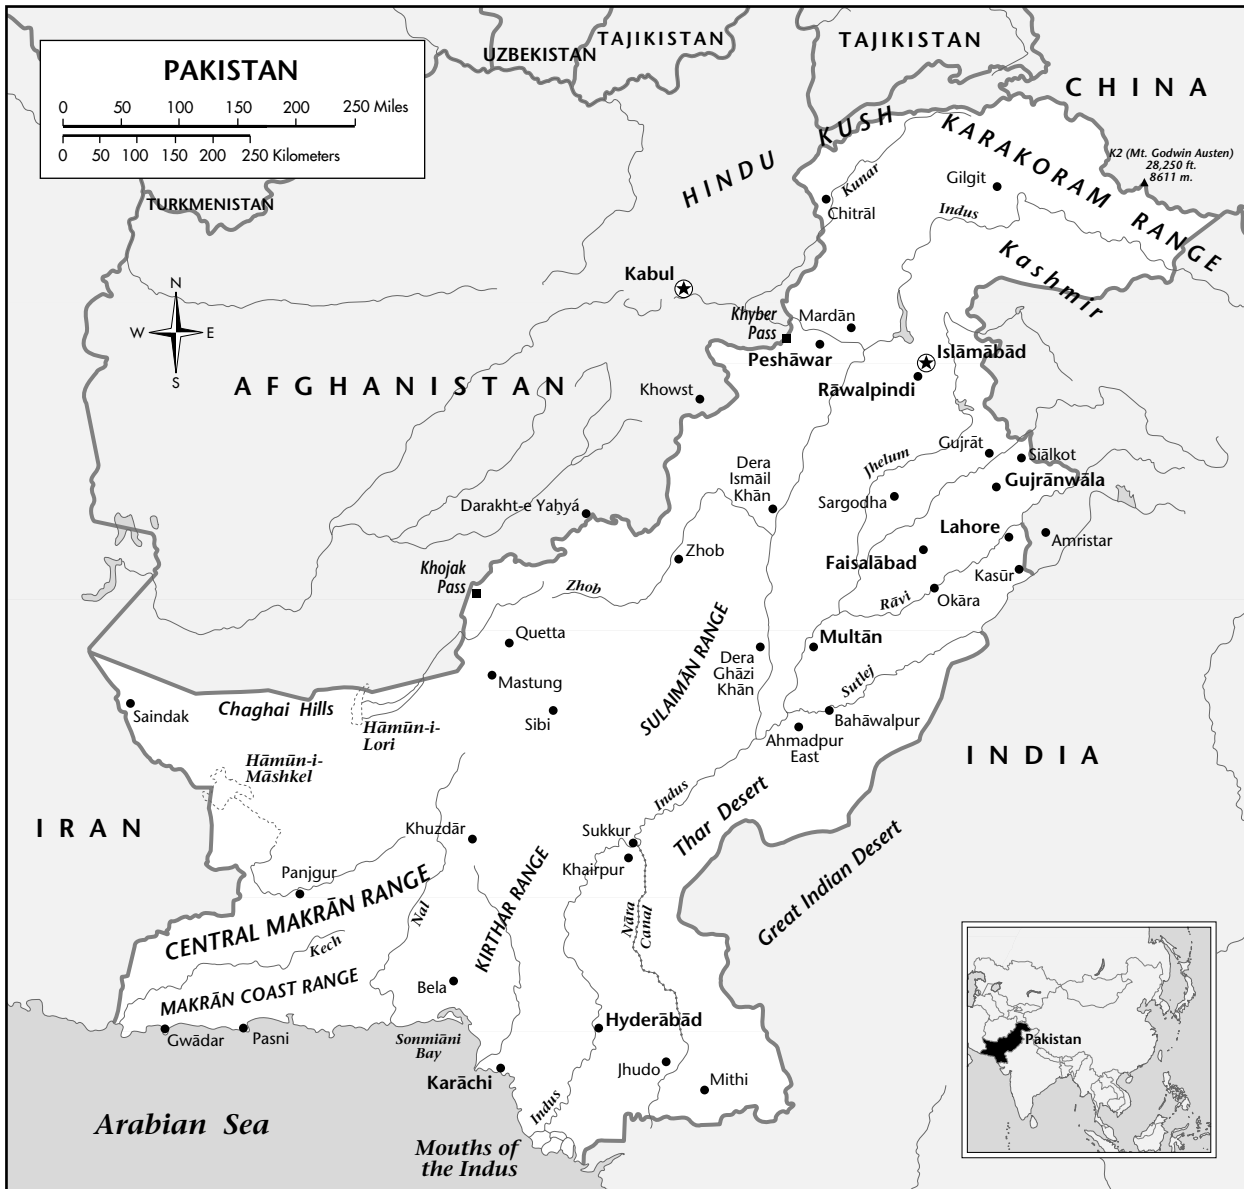 PAKISTAN
0 50 100 150 200 250 Miles
0 50 100 150 200 250 Kilometers
UZBEKISTAN
TAJIKISTAN
TAJIKISTAN
CHINA
TURKMENISTAN
HINDU KUSH
KARAKORAM RANGE
K2 (Mt. Godwin Austen)
28,250 ft.
8611 m.
Kunar
Gilgit
Chitrāl
Indus
Kashmir
N
W E
S
Kabul
Khyber
Pass
Mardān
Peshāwar
Islāmābād
Rāwalpindi
AFGHANISTAN
Khowst
Gujrāt
Siālkot
Jhelum
Dera
Ismāil
Khān
Gujrānwāla
Sargodha
Darakht-e Yaḩyá
Lahore
Amristar
Zhob
Faisalābad
Kasūr
Khojak
Pass
Zhob
Rāvi
Okāra
Quetta
Multān
SULAIMĀN RANGE
Dera
Ghāzi
Khān
Mastung
Sutlej
Saindak
Chaghai Hills
Sibi
Bahāwalpur
Hāmūn-i-
Lori
Ahmadpur
East
INDIA
Hāmūn-i-
Māshkel
Indus
Thar Desert
IRAN
Khuzdār
Sukkur
Great Indian Desert
Khairpur
Panjgur
KIRTHAR RANGE
CENTRAL MAKRĀN RANGE
Nal
Nāra
Canal
Kech
MAKRĀN COAST RANGE
Bela
Hyderābād
Gwādar
Pasni
Sonmiāni
Bay
Pakistan
Karāchi
Jhudo
Mithi
Indus
Arabian Sea
Mouths of
the Indus